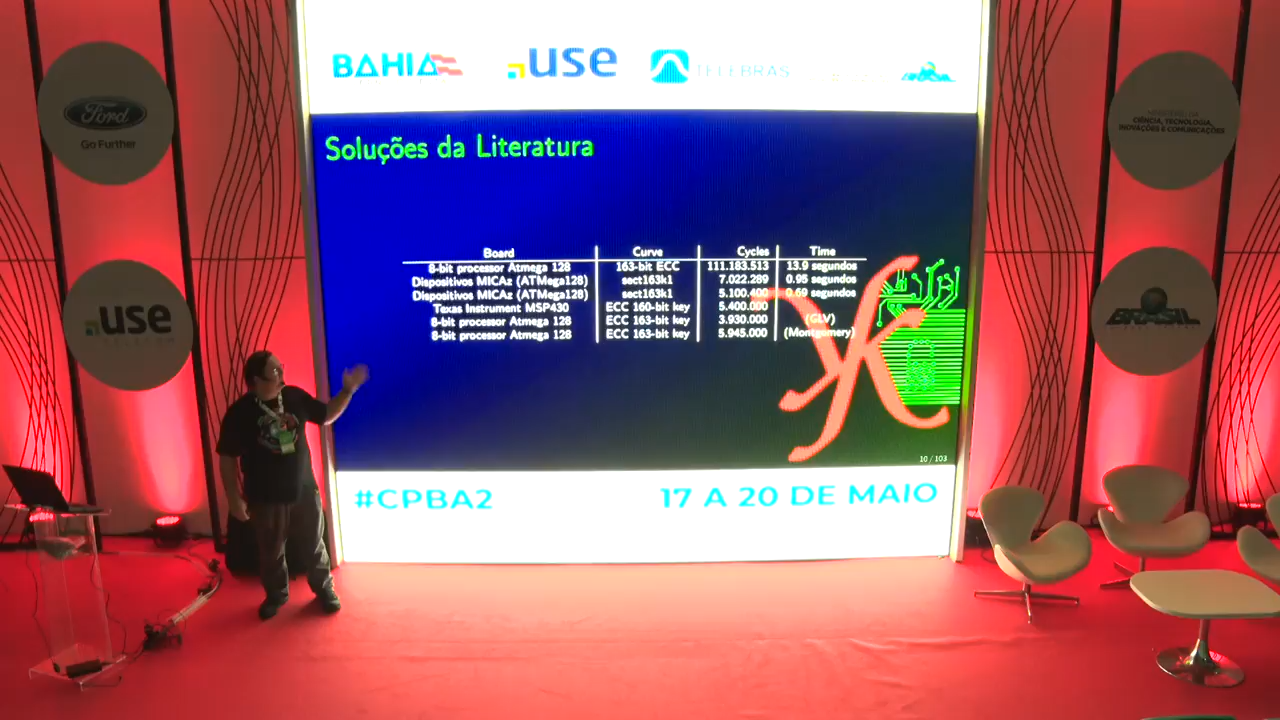 BAHIA use TELEBRAS BRASIL
Ford
Go Further
CIÊNCIA, TECNOLOGIA,
INOVAÇÕES E COMUNICAÇÕES
Soluções da Literatura
Board Curve Cycles Time
8-bit processor Atmega 128 163-bit ECC 111.183.513 13.9 segundos
Dispositivos MICAz (ATMega128) sect163k1 7.022.289 0.95 segundos
Dispositivos MICAz (ATMega128) sect163k1 5.100.400 0.69 segundos
Texas Instrument MSP430 ECC 160-bit key 5.400.000
8-bit processor Atmega 128 ECC 163-bit key 3.930.000 (GLV)
8-bit processor Atmega 128 ECC 163-bit key 5.945.000 (Montgomery)
use
BRASIL
10 / 103
#CPBA2 17 A 20 DE MAIO